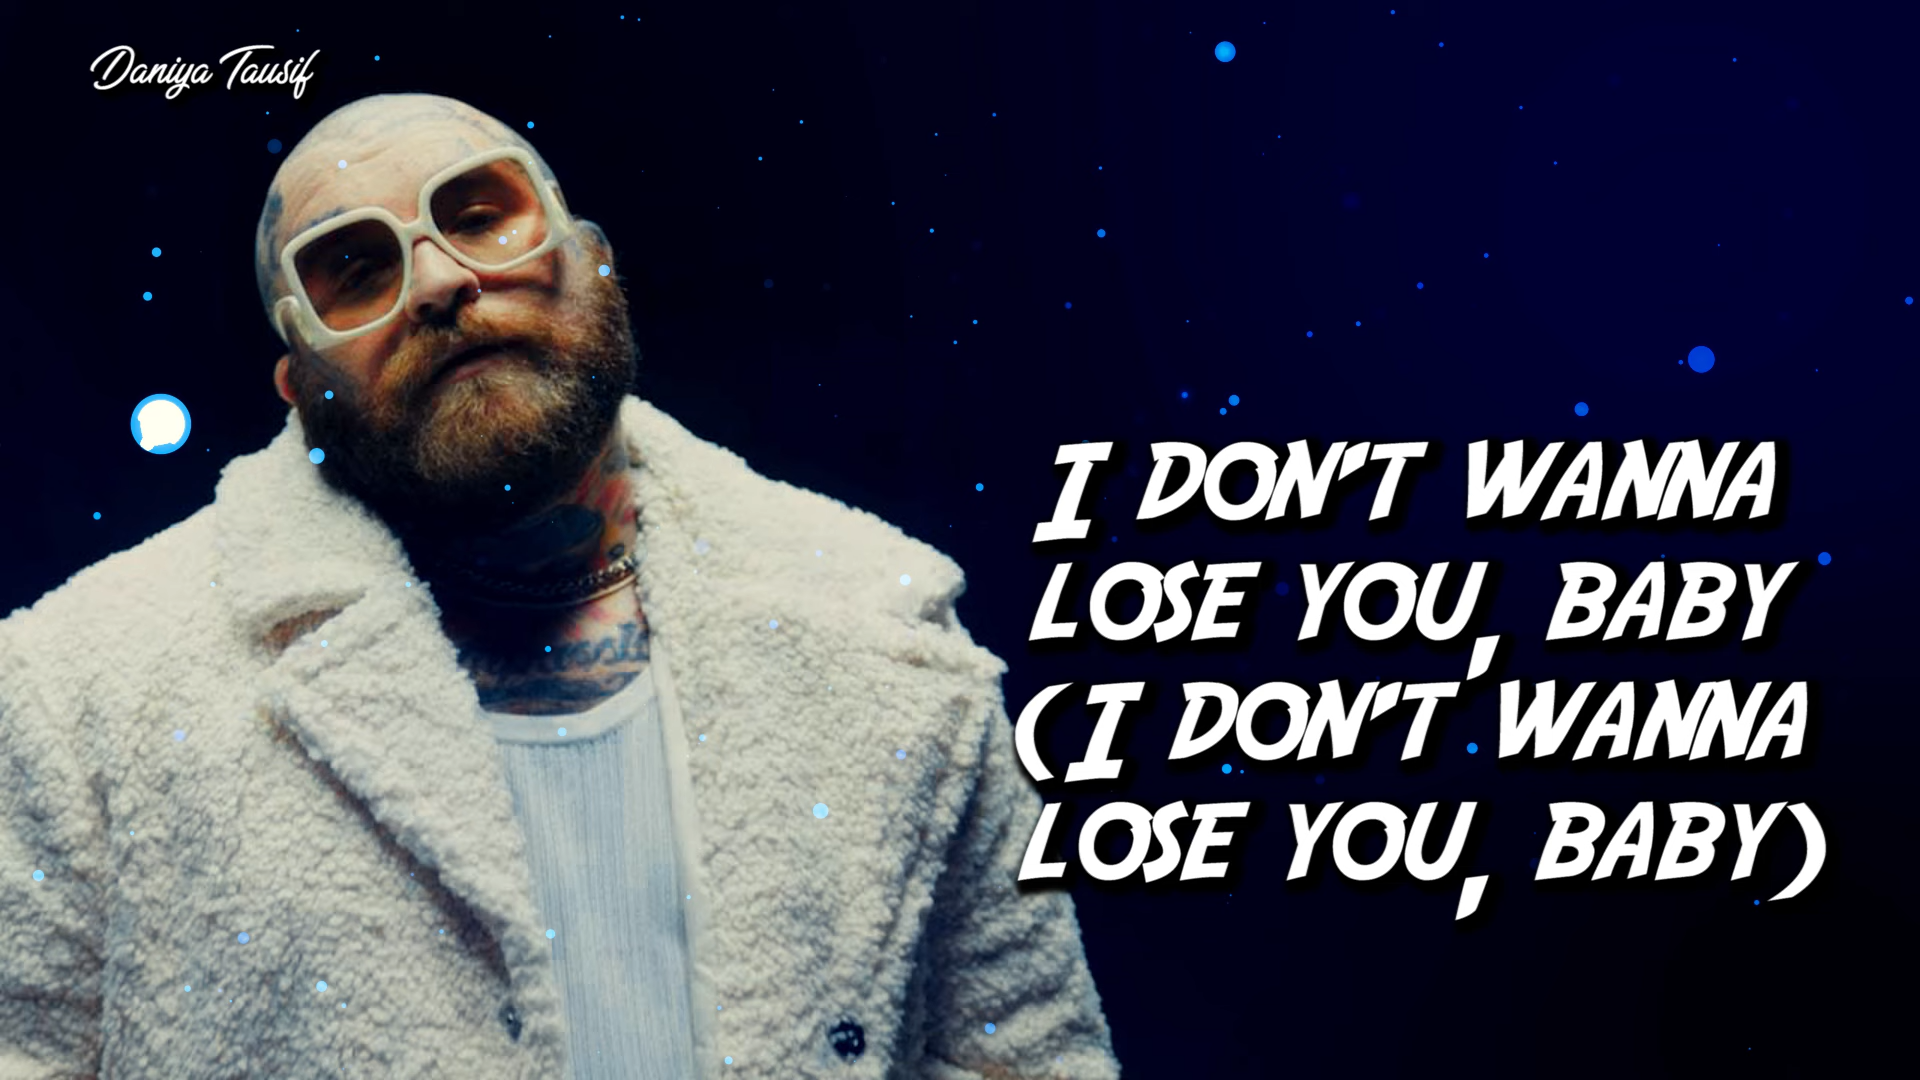 Daniya Tausif
I DON'T WANNA
LOSE YOU, BABY
(I DON'T WANNA
LOSE YOU, BABY)